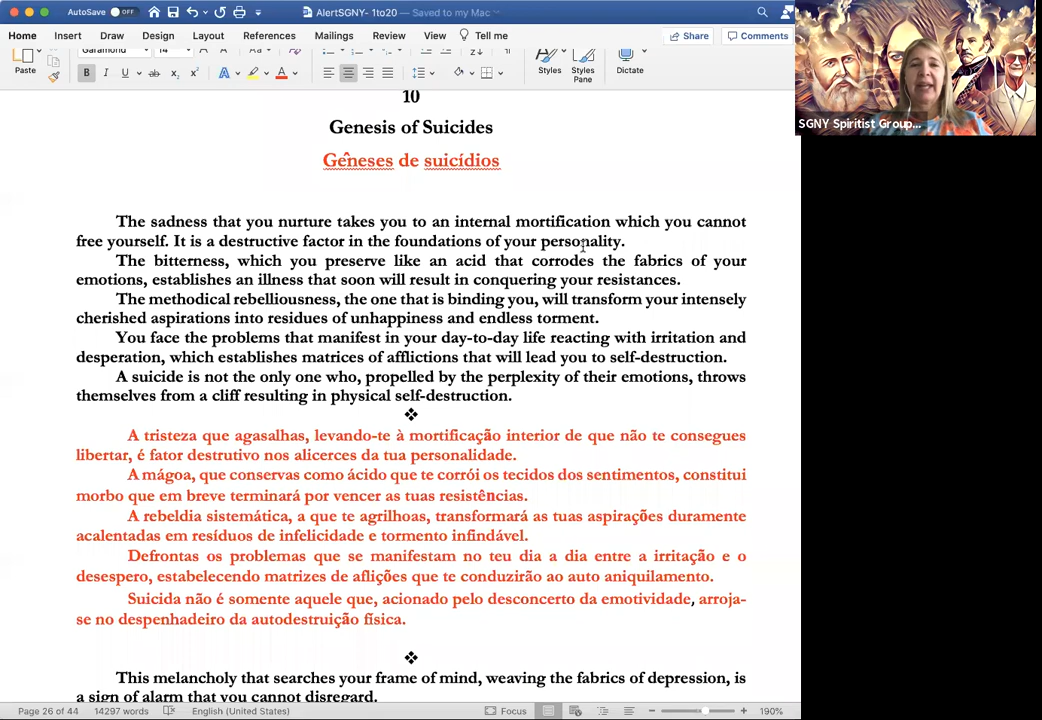 AutoSave OFF
AlertSGNY- 1to20 — Saved to my Mac
Home Insert Draw Design Layout References Mailings Review View Tell me
Share Comments
Garamond 14
Paste
Styles Styles Pane Dictate
SGNY Spiritist Group...
10
Genesis of Suicides
Gêneses de suicídios
The sadness that you nurture takes you to an internal mortification which you cannot
free yourself. It is a destructive factor in the foundations of your personality.
The bitterness, which you preserve like an acid that corrodes the fabrics of your
emotions, establishes an illness that soon will result in conquering your resistances.
The methodical rebelliousness, the one that is binding you, will transform your intensely
cherished aspirations into residues of unhappiness and endless torment.
You face the problems that manifest in your day-to-day life reacting with irritation and
desperation, which establishes matrices of afflictions that will lead you to self-destruction.
A suicide is not the only one who, propelled by the perplexity of their emotions, throws
themselves from a cliff resulting in physical self-destruction.
A tristeza que agasalhas, levando-te à mortificação interior de que não te consegues
libertar, é fator destrutivo nos alicerces da tua personalidade.
A mágoa, que conservas como ácido que te corrói os tecidos dos sentimentos, constitui
morbo que em breve terminará por vencer as tuas resistências.
A rebeldia sistemática, a que te agrilhoas, transformará as tuas aspirações duramente
acalentadas em resíduos de infelicidade e tormento infindável.
Defrontas os problemas que se manifestam no teu dia a dia entre a irritação e o
desespero, estabelecendo matrizes de aflições que te conduzirão ao auto aniquilamento.
Suicida não é somente aquele que, acionado pelo desconcerto da emotividade, arroja-
se no despenhadeiro da autodestruição física.
This melancholy that searches your frame of mind, weaving the fabrics of depression, is
a sign of alarm that you cannot disregard.
Page 26 of 44 14297 words English (United States) Focus 190%